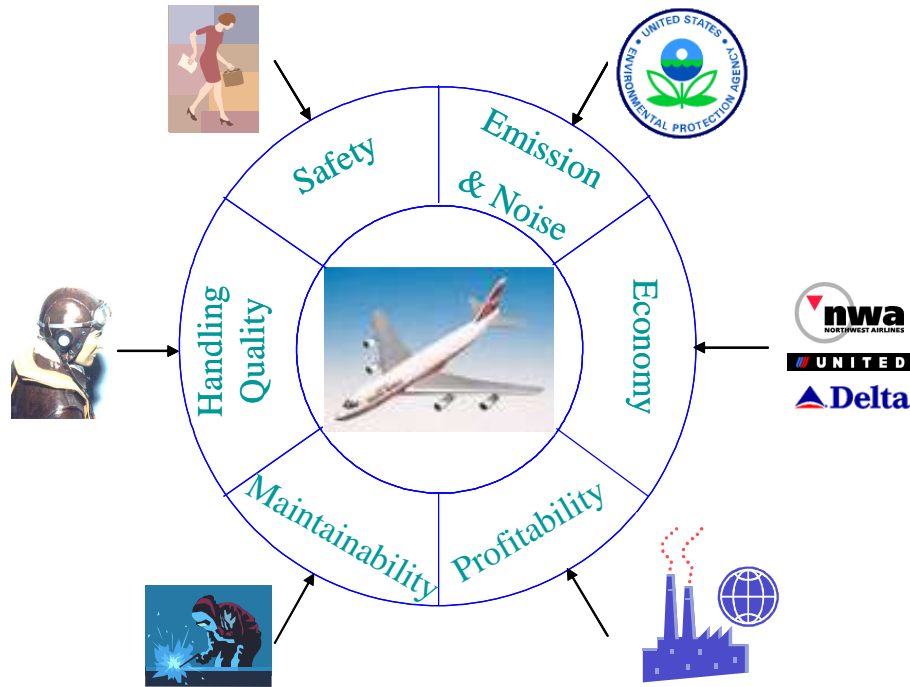 UNITED STATES
ENVIRONMENTAL PROTECTION AGENCY
Safety
Emission
& Noise
Handling
Quality
Economy
nwa
NORTHWEST AIRLINES
UNITED
Delta
Maintainability
Profitability